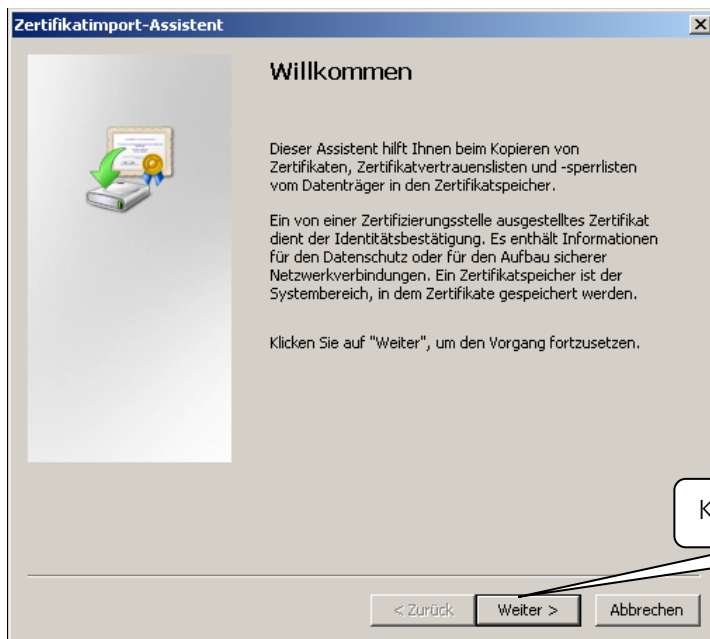 Zertifikatimport-Assistent
Willkommen
Dieser Assistent hilft Ihnen beim Kopieren von
Zertifikaten, Zertifikatvertrauenslisten und -sperrlisten
vom Datenträger in den Zertifikatspeicher.
Ein von einer Zertifizierungsstelle ausgestelltes Zertifikat
dient der Identitätsbestätigung. Es enthält Informationen
für den Datenschutz oder für den Aufbau sicherer
Netzwerkverbindungen. Ein Zertifikatspeicher ist der
Systembereich, in dem Zertifikate gespeichert werden.
Klicken Sie auf "Weiter", um den Vorgang fortzusetzen.
K
< Zurück
Weiter >
Abbrechen